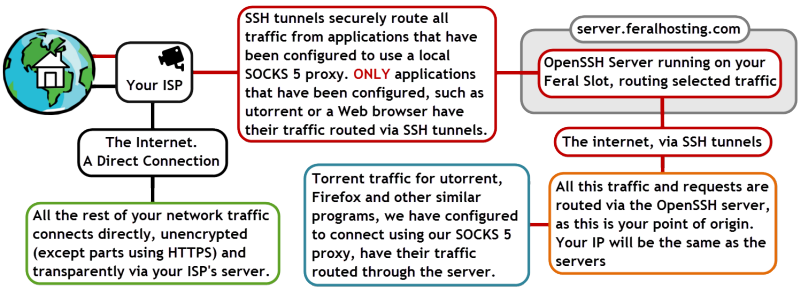 SSH tunnels securely route all
traffic from applications that have
been configured to use a local
SOCKS 5 proxy. ONLY applications
that have been configured, such as
utorrent or a Web browser have
their traffic routed via SSH tunnels.
server.feralhosting.com
OpenSSH Server running on your
Feral Slot, routing selected traffic
Your ISP
The Internet.
A Direct Connection
The internet, via SSH tunnels
Torrent traffic for utorrent,
Firefox and other similar
programs, we have configured
to connect using our SOCKS 5
proxy, have their traffic
routed through the server.
All this traffic and requests are
routed via the OpenSSH server,
as this is your point of origin.
Your IP will be the same as the
servers
All the rest of your network traffic
connects directly, unencrypted
(except parts using HTTPS) and
transparently via your ISP's server.